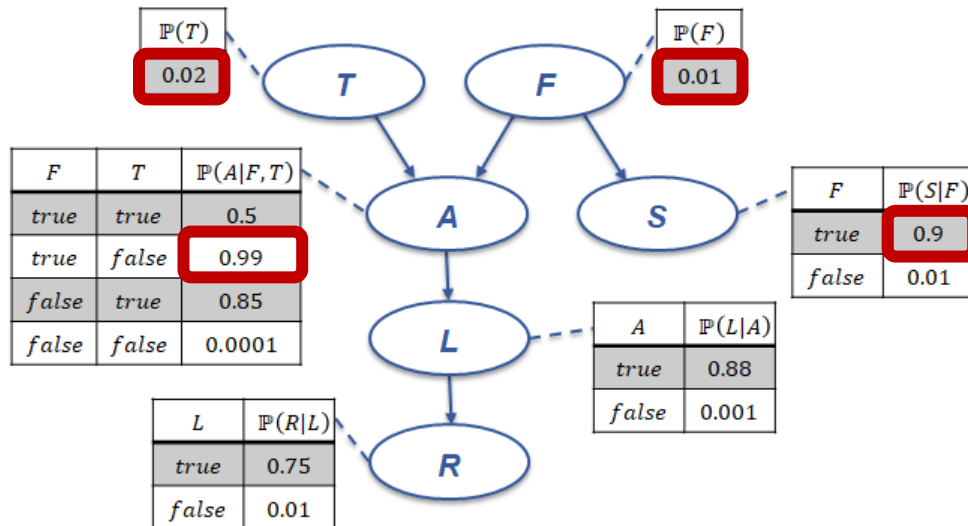 ℙ(T)
0.02
ℙ(F)
0.01
T
F
F T ℙ(A|F,T)
true true 0.5
true false 0.99
false true 0.85
false false 0.0001
A
S
F ℙ(S|F)
true 0.9
false 0.01
L
A ℙ(L|A)
true 0.88
false 0.001
L ℙ(R|L)
true 0.75
false 0.01
R